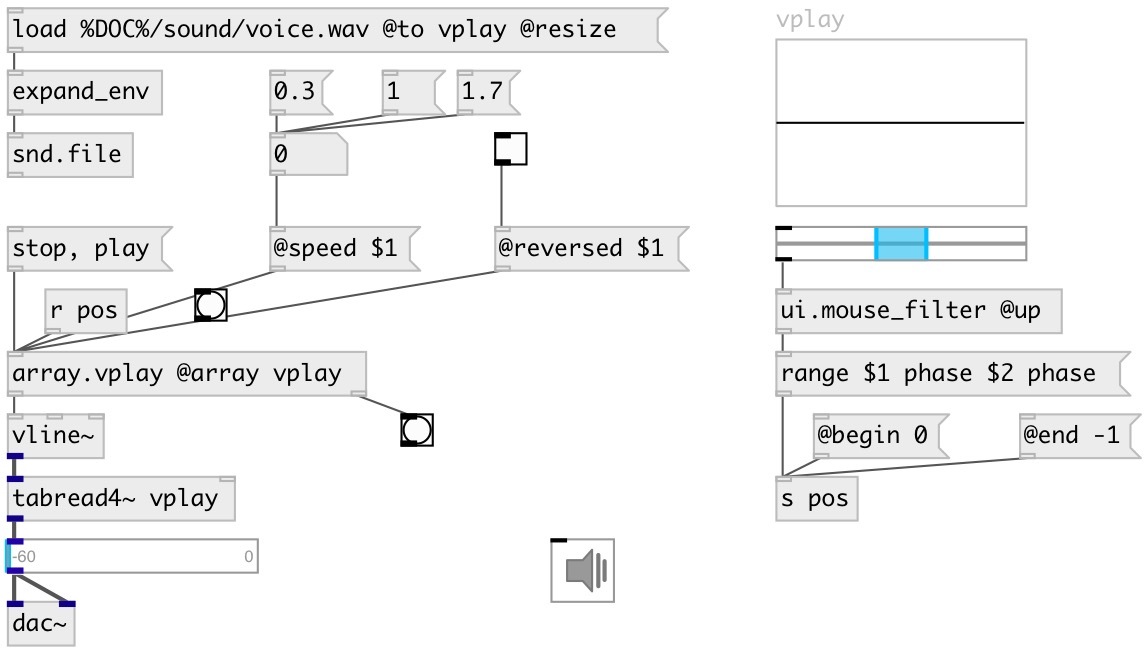 load %DOC%/sound/voice.wav @to vplay @resize
vplay
expand_env
0.3
1
1.7
snd.file
0
stop, play
@speed $1
@reversed $1
r pos
ui.mouse_filter @up
array.vplay @array vplay
range $1 phase $2 phase
vline~
@begin 0
@end -1
tabread4~ vplay
s pos
-60
0
dac~